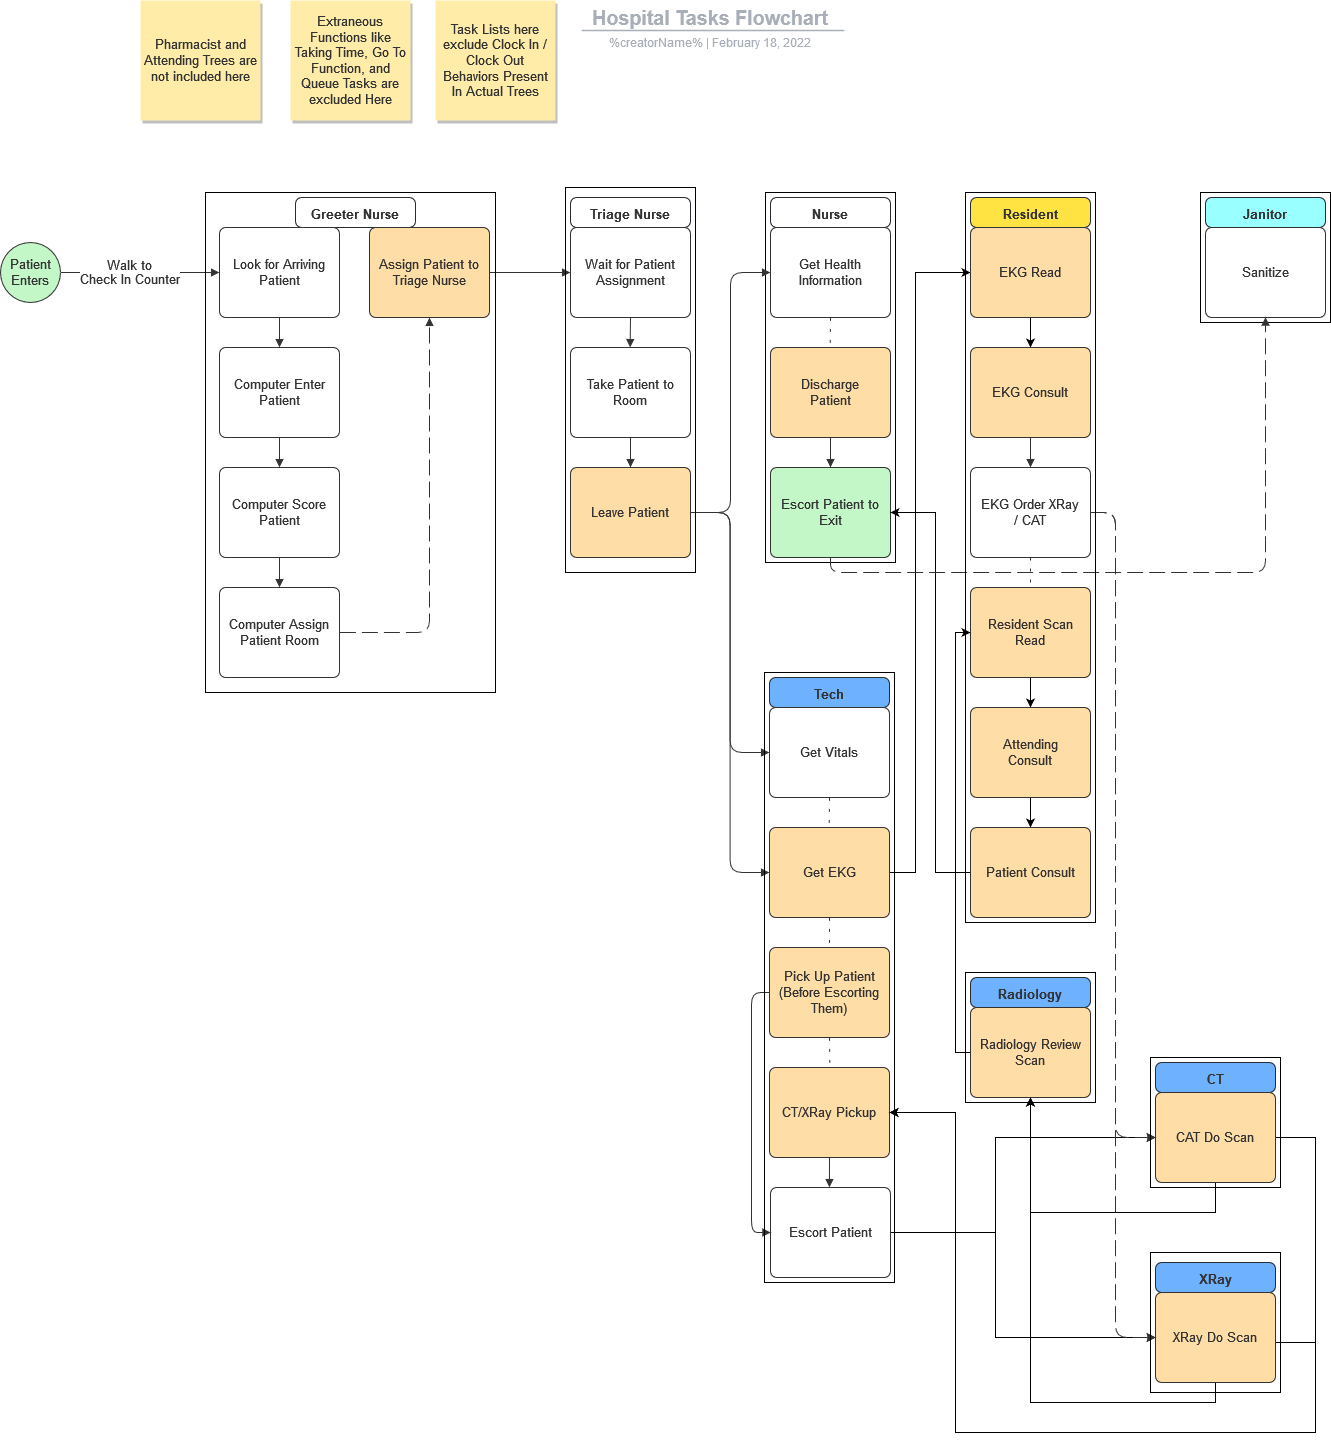 Hospital Tasks Flowchart
%creatorName% | February 18, 2022
Pharmacist and
Attending Trees are
not included here
Extraneous
Functions like
Taking Time, Go To
Function, and
Queue Tasks are
excluded Here
Task Lists here
exclude Clock In /
Clock Out
Behaviors Present
In Actual Trees
Patient
Enters
Walk to
Check In Counter
Greeter Nurse
Look for Arriving
Patient
Computer Enter
Patient
Computer Score
Patient
Computer Assign
Patient Room
Assign Patient to
Triage Nurse
Triage Nurse
Wait for Patient
Assignment
Take Patient to
Room
Leave Patient
Nurse
Get Health
Information
Discharge
Patient
Escort Patient to
Exit
Tech
Get Vitals
Get EKG
Pick Up Patient
(Before Escorting
Them)
CT/XRay Pickup
Escort Patient
Resident
EKG Read
EKG Consult
EKG Order XRay
/ CAT
Resident Scan
Read
Attending
Consult
Patient Consult
Radiology
Radiology Review
Scan
Janitor
Sanitize
CT
CAT Do Scan
XRay
XRay Do Scan